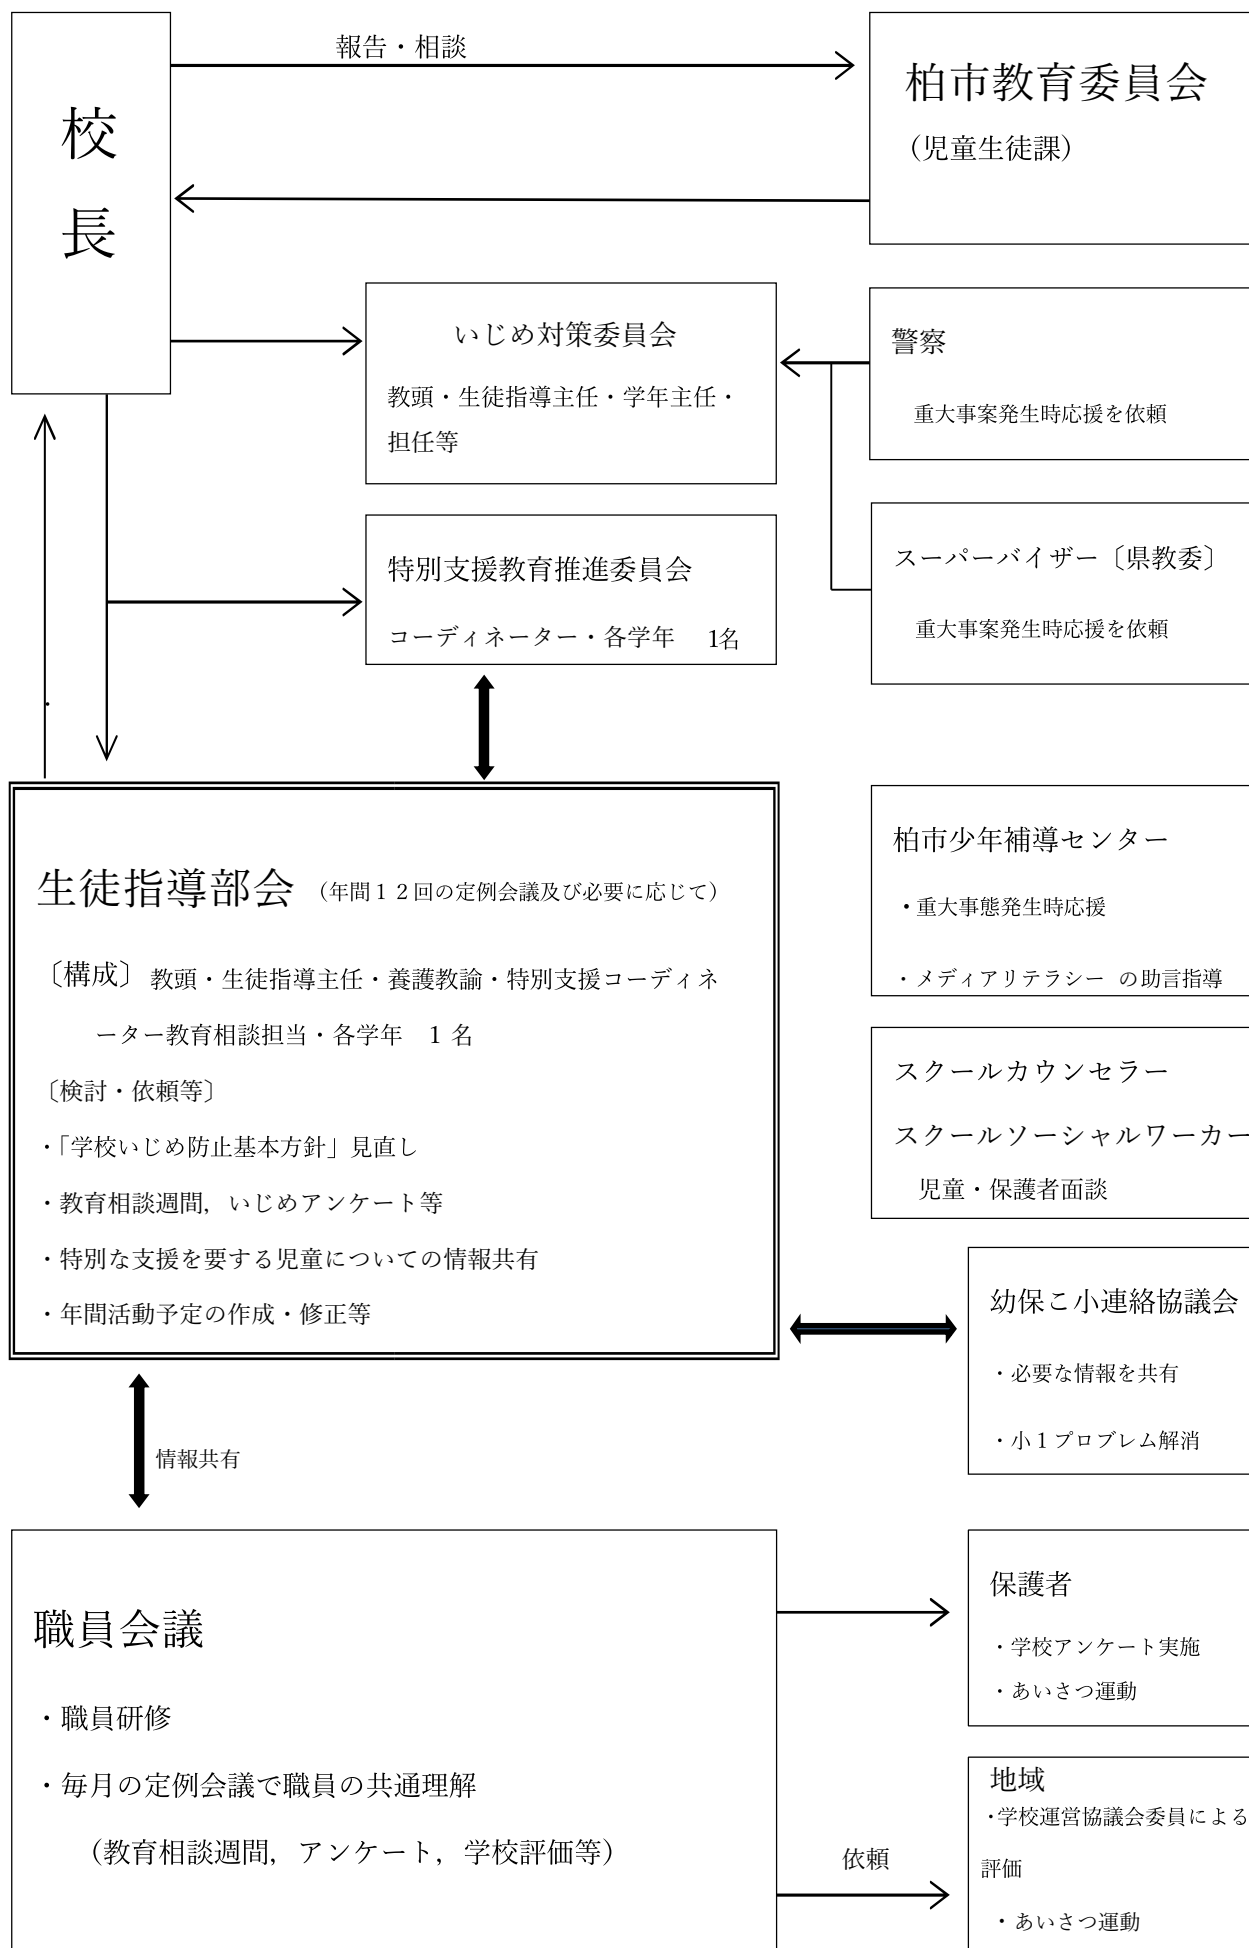 報告・相談
校
長
柏市教育委員会
(児童生徒課)
いじめ対策委員会
教頭・生徒指導主任・学年主任・
担任等
警察
重大事案発生時応援を依頼
特別支援教育推進委員会
コーディネーター・各学年　1名
スーパーバイザー〔県教委〕
重大事案発生時応援を依頼
生徒指導部会 (年間12回の定例会議及び必要に応じて)
〔構成〕 教頭・生徒指導主任・養護教諭・特別支援コーディネ
ーター教育相談担当・各学年　1 名
〔検討・依頼等〕
・「学校いじめ防止基本方針」見直し
・教育相談週間，いじめアンケート等
・特別な支援を要する児童についての情報共有
・年間活動予定の作成・修正等
柏市少年補導センター
・重大事態発生時応援
・メディアリテラシー の助言指導
スクールカウンセラー
スクールソーシャルワーカー
児童・保護者面談
幼保こ小連絡協議会
・必要な情報を共有
・小1プロブレム解消
情報共有
職員会議
・職員研修
・毎月の定例会議で職員の共通理解
(教育相談週間，アンケート，学校評価等)
保護者
・学校アンケート実施
・あいさつ運動
依頼
地域
・学校運営協議会委員による
評価
・あいさつ運動